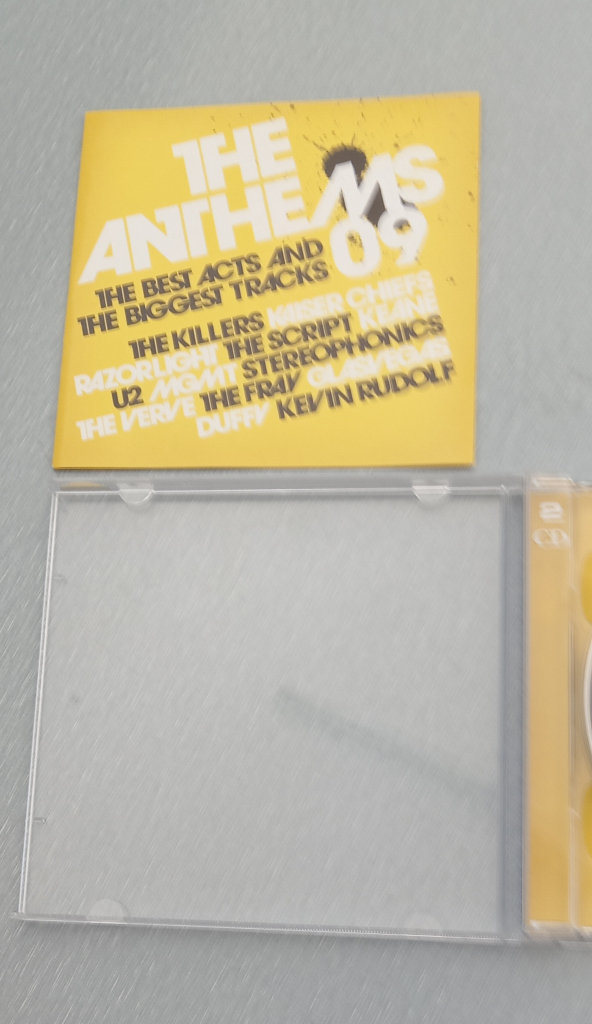 THE
ANTHEMS
09
THE BEST ACTS AND
THE BIGGEST TRACKS
THE KILLERS KAISER CHIEFS
RAZORLIGHT THE SCRIPT KEANE
U2 MGMT STEREOPHONICS
THE VERVE THE FRAY GLASVEGAS
DUFFY KEVIN RUDOLF
2
CDs